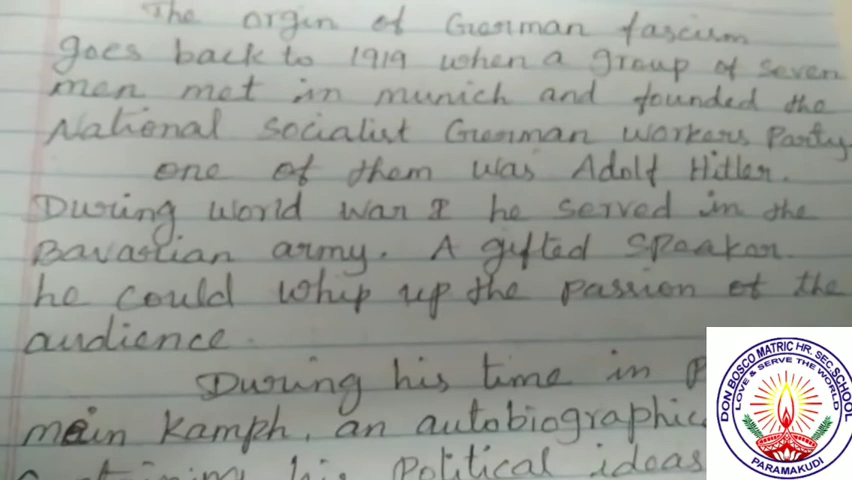 The orgin of German fascism
goes back to 1919 when a group of seven
men met in munich and founded the
National Socialist German workers Party.
one of them was Adolf Hitler.
During world war I he served in the
Bavarian army. A gifted speaker.
he could whip up the passion of the
audience.
During his time in P
mein Kamph, an autobiographic
his Political ideas
DON BOSCO MATRIC HR. SEC SCHOOL
LOVE & SERVE THE WORLD
PARAMAKUDI